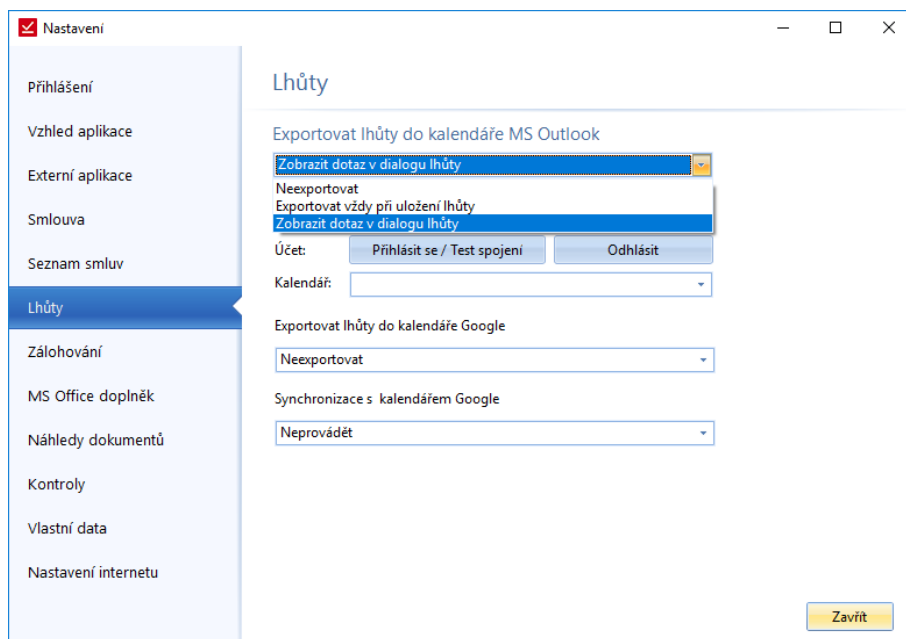 Nastavení
Přihlášení
Vzhled aplikace
Externí aplikace
Smlouva
Seznam smluv
Lhůty
Zálohování
MS Office doplněk
Náhledy dokumentů
Kontroly
Vlastní data
Nastavení internetu
Lhůty
Exportovat lhůty do kalendáře MS Outlook
Zobrazit dotaz v dialogu lhůty
Neexportovat
Exportovat vždy při uložení lhůty
Zobrazit dotaz v dialogu lhůty
Účet: Přihlásit se / Test spojení Odhlásit
Kalendář:
Exportovat lhůty do kalendáře Google
Neexportovat
Synchronizace s kalendářem Google
Neprovádět
Zavřít